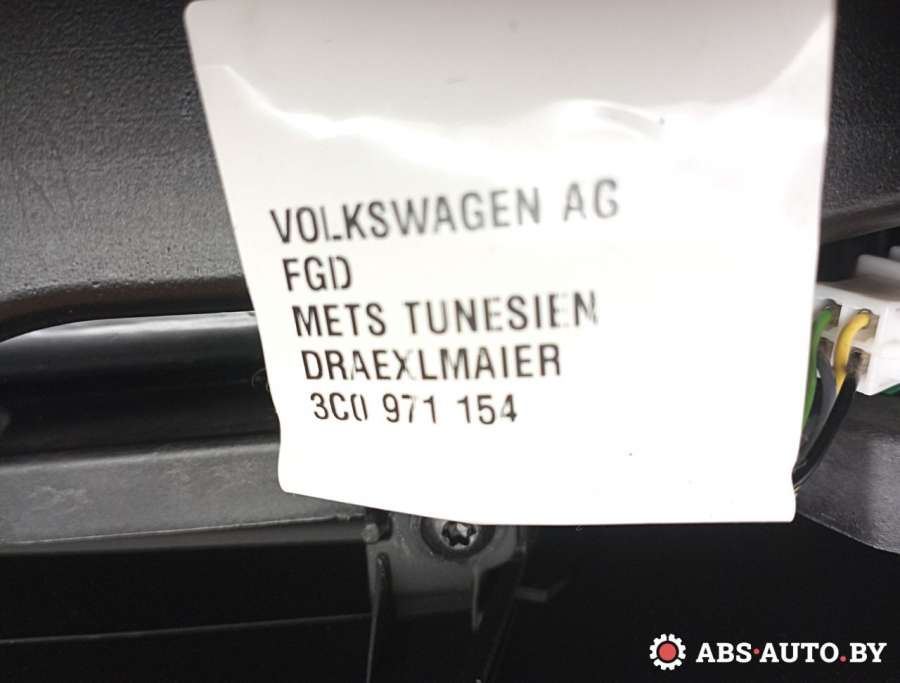 VOLKSWAGEN AG
FGD
METS TUNESIEN
DRAEXLMAIER
3C0 971 154
ABS-AUTO.BY